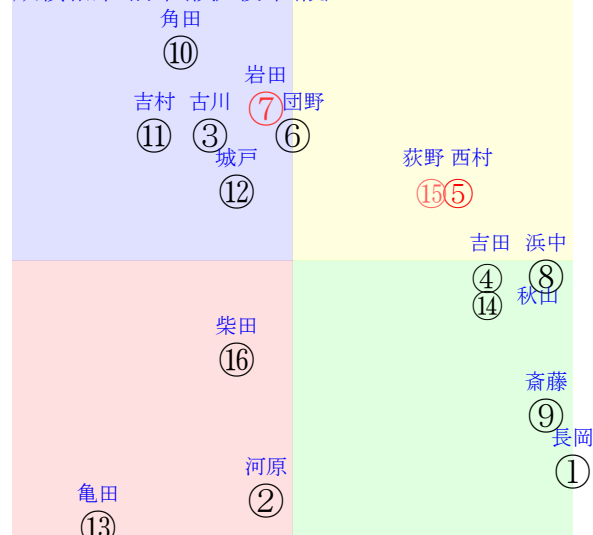 角田
⑩
岩田
吉村 古川 ⑦ 団野
⑪ ③ ⑥
城戸 荻野 西村
⑫ ⑮ ⑤
吉田 浜中
④ ⑧
⑭ 秋山
柴田
⑯
斎藤
⑨
長岡
①
河原
②
亀田
⑬